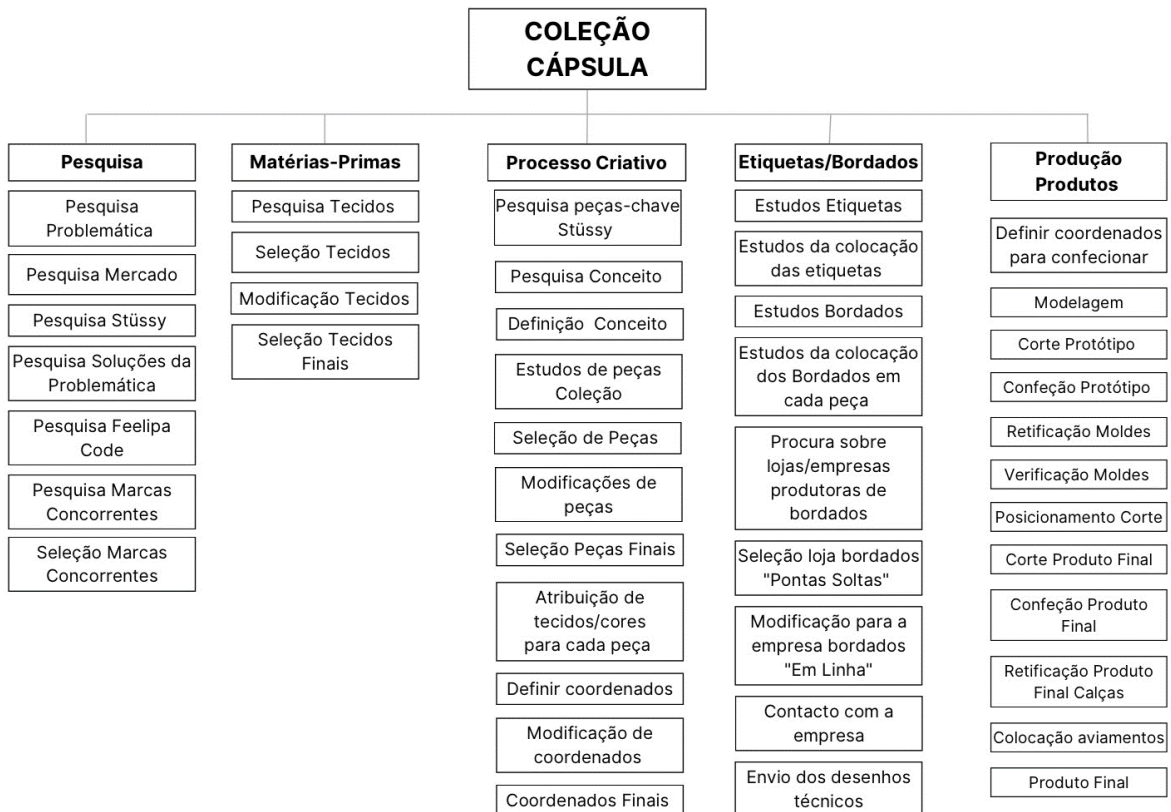 COLEÇÃO
CÁPSULA
Pesquisa
Pesquisa
Problemática
Pesquisa Mercado
Pesquisa Stüssy
Pesquisa Soluções da
Problemática
Pesquisa Feelipa
Code
Pesquisa Marcas
Concorrentes
Seleção Marcas
Concorrentes
Matérias-Primas
Pesquisa Tecidos
Seleção Tecidos
Modificação Tecidos
Seleção Tecidos
Finais
Processo Criativo
Pesquisa peças-chave
Stüssy
Pesquisa Conceito
Definição Conceito
Estudos de peças
Coleção
Seleção de Peças
Modificações de
peças
Seleção Peças Finais
Atribuição de
tecidos/cores
para cada peça
Definir coordenados
Modificação de
coordenados
Coordenados Finais
Etiquetas/Bordados
Estudos Etiquetas
Estudos da colocação
das etiquetas
Estudos Bordados
Estudos da colocação
dos Bordados em
cada peça
Procura sobre
lojas/empresas
produtoras de
bordados
Seleção loja bordados
"Pontas Soltas"
Modificação para a
empresa bordados
"Em Linha"
Contacto com a
empresa
Envio dos desenhos
técnicos
Produção
Produtos
Definir coordenados
para confecionar
Modelagem
Corte Protótipo
Confeção Protótipo
Retificação Moldes
Verificação Moldes
Posicionamento Corte
Corte Produto Final
Confeção Produto
Final
Retificação Produto
Final Calças
Colocação aviamentos
Produto Final